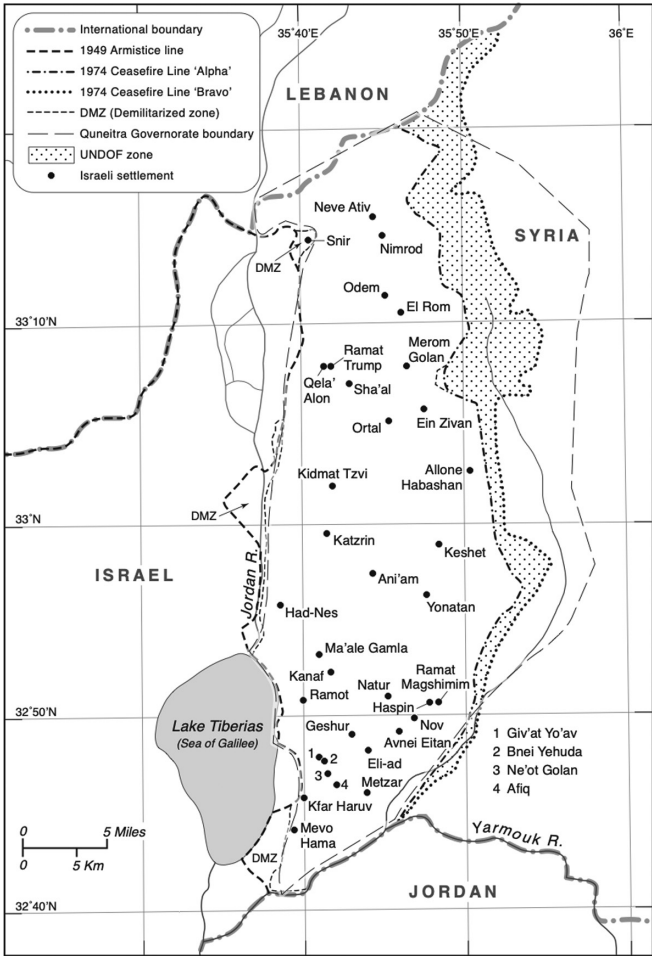 International boundary
1949 Armistice line
1974 Ceasefire Line ‘Alpha’
1974 Ceasefire Line ‘Bravo’
DMZ (Demilitarized zone)
Quneitra Governorate boundary
UNDOF zone
Israeli settlement
35°40'E
35°50'E
36°E
LEBANON
Neve Ativ
Snir
Nimrod
SYRIA
DMZ
Odem
El Rom
33°10'N
Ramat
Trump
Merom
Golan
Qela’
Alon
Sha’al
Ortal
Ein Zivan
Kidmat Tzvi
Allone
Habashan
DMZ
33°N
Katzrin
Keshet
ISRAEL
Jordan R.
Ani’am
Yonatan
Had-Nes
Ma’ale Gamla
Kanaf
Ramat
Magshimim
Natur
Ramot
Haspin
32°50'N
Lake Tiberias
(Sea of Galilee)
Geshur
Nov
Avnei Eitan
1
2
3
4
Eli-ad
Metzar
1 Giv’at Yo’av
2 Bnei Yehuda
3 Ne’ot Golan
4 Afiq
Kfar Haruv
Mevo
Hama
0 5 Miles
0 5 Km
DMZ
Yarmouk R.
JORDAN
32°40'N